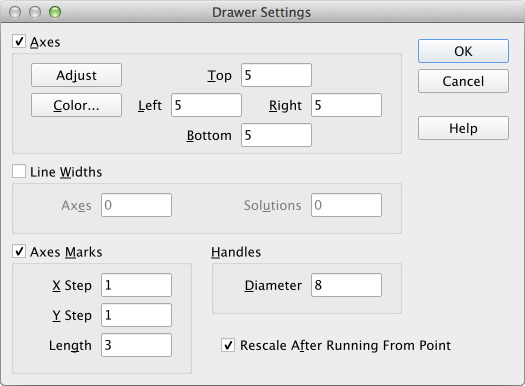 Drawer Settings
Axes
OK
Adjust Top 5
Cancel
Color... Left 5 Right 5
Help
Bottom 5
Line Widths
Axes 0 Solutions 0
Axes Marks Handles
X Step 1 Diameter 8
Y Step 1
Length 3 Rescale After Running From Point